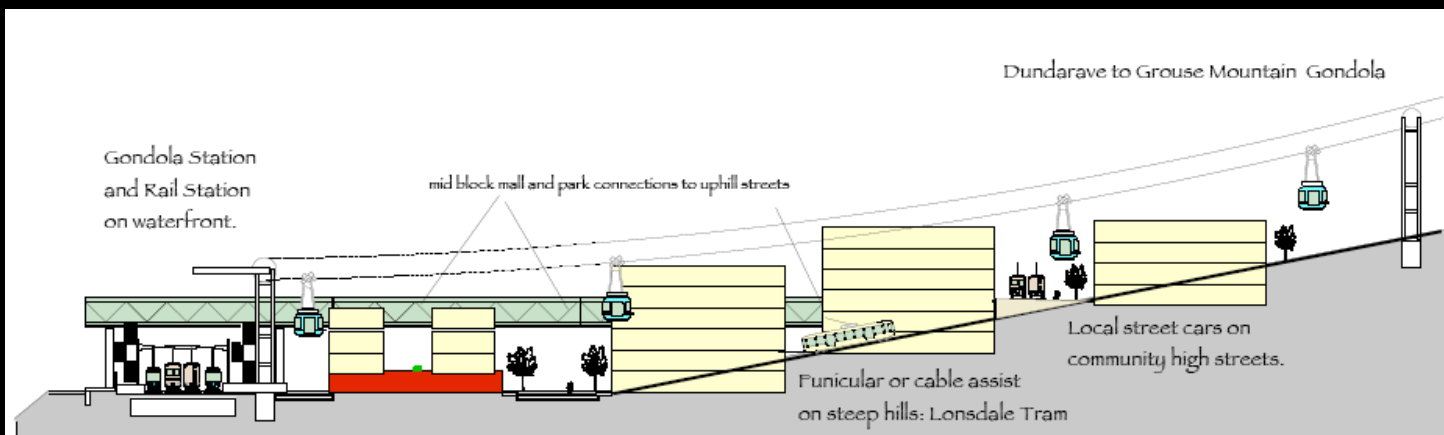 Dundarave to Grouse Mountain Gondola
Gondola Station
and Rail Station
on waterfront.
mid block mall and park connections to uphill streets
Local street cars on
community high streets.
Funicular or cable assist
on steep hills: Lonsdale Tram